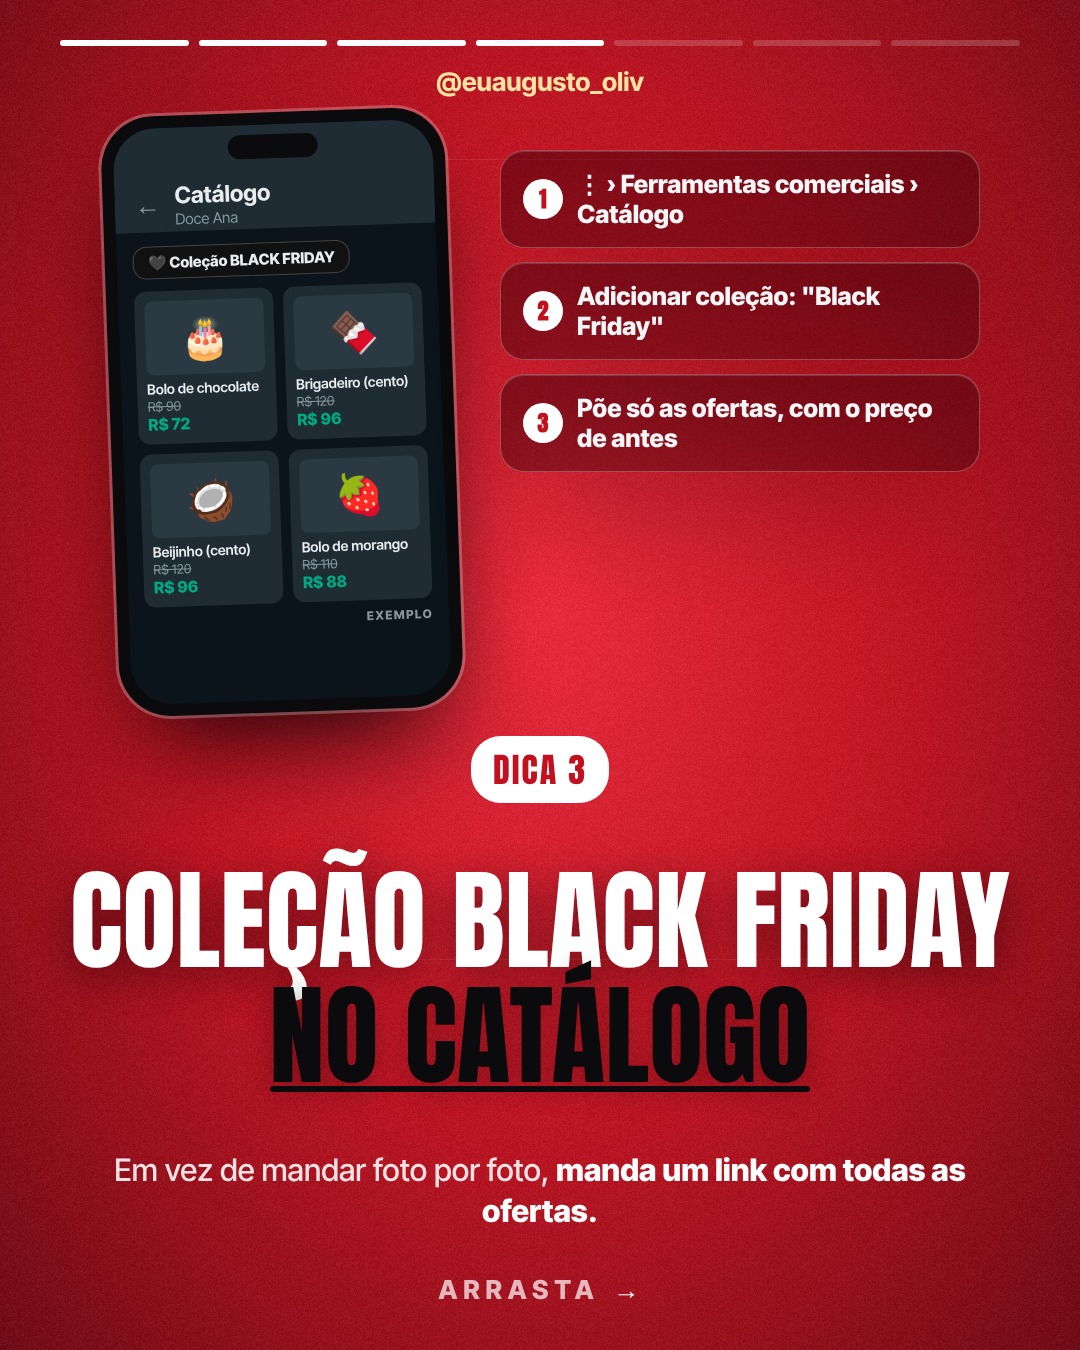 @euaugusto_oliv
← Catálogo
Doce Ana
🖤 Coleção BLACK FRIDAY
Bolo de chocolate
R$ 90
R$ 72
Brigadeiro (cento)
R$ 120
R$ 96
Beijinho (cento)
R$ 120
R$ 96
Bolo de morango
R$ 110
R$ 88
EXEMPLO
1
⋮ › Ferramentas comerciais ›
Catálogo
2
Adicionar coleção: "Black
Friday"
3
Põe só as ofertas, com o preço
de antes
DICA 3
COLEÇÃO BLACK FRIDAY
NO CATÁLOGO
Em vez de mandar foto por foto, manda um link com todas as
ofertas.
ARRASTA →